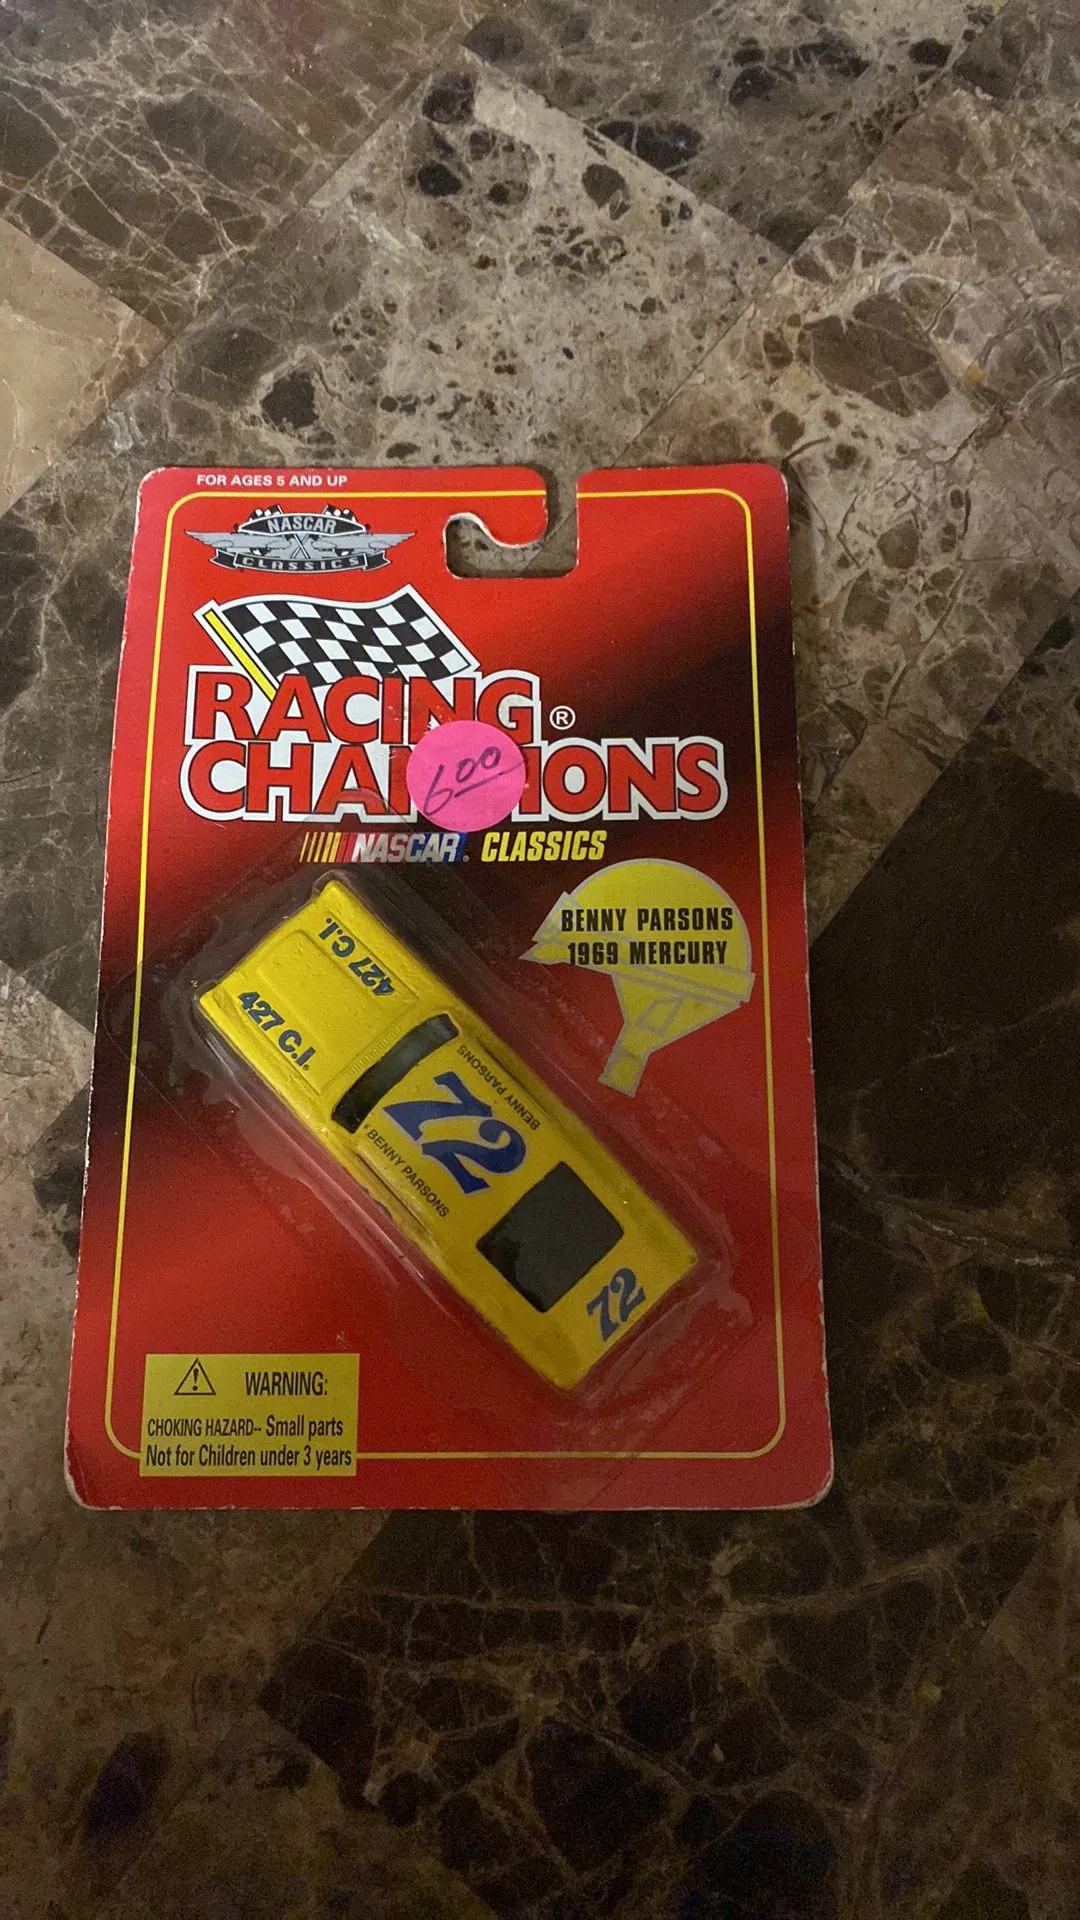 FOR AGES 5 AND UP
NASCAR
CLASSICS
RACING ®
CHAMPIONS
6 00
NASCAR. CLASSICS
BENNY PARSONS
1969 MERCURY
427 C.I.
427 C.I.
BENNY PARSONS
72
BENNY PARSONS
72
WARNING:
CHOKING HAZARD-- Small parts
Not for Children under 3 years